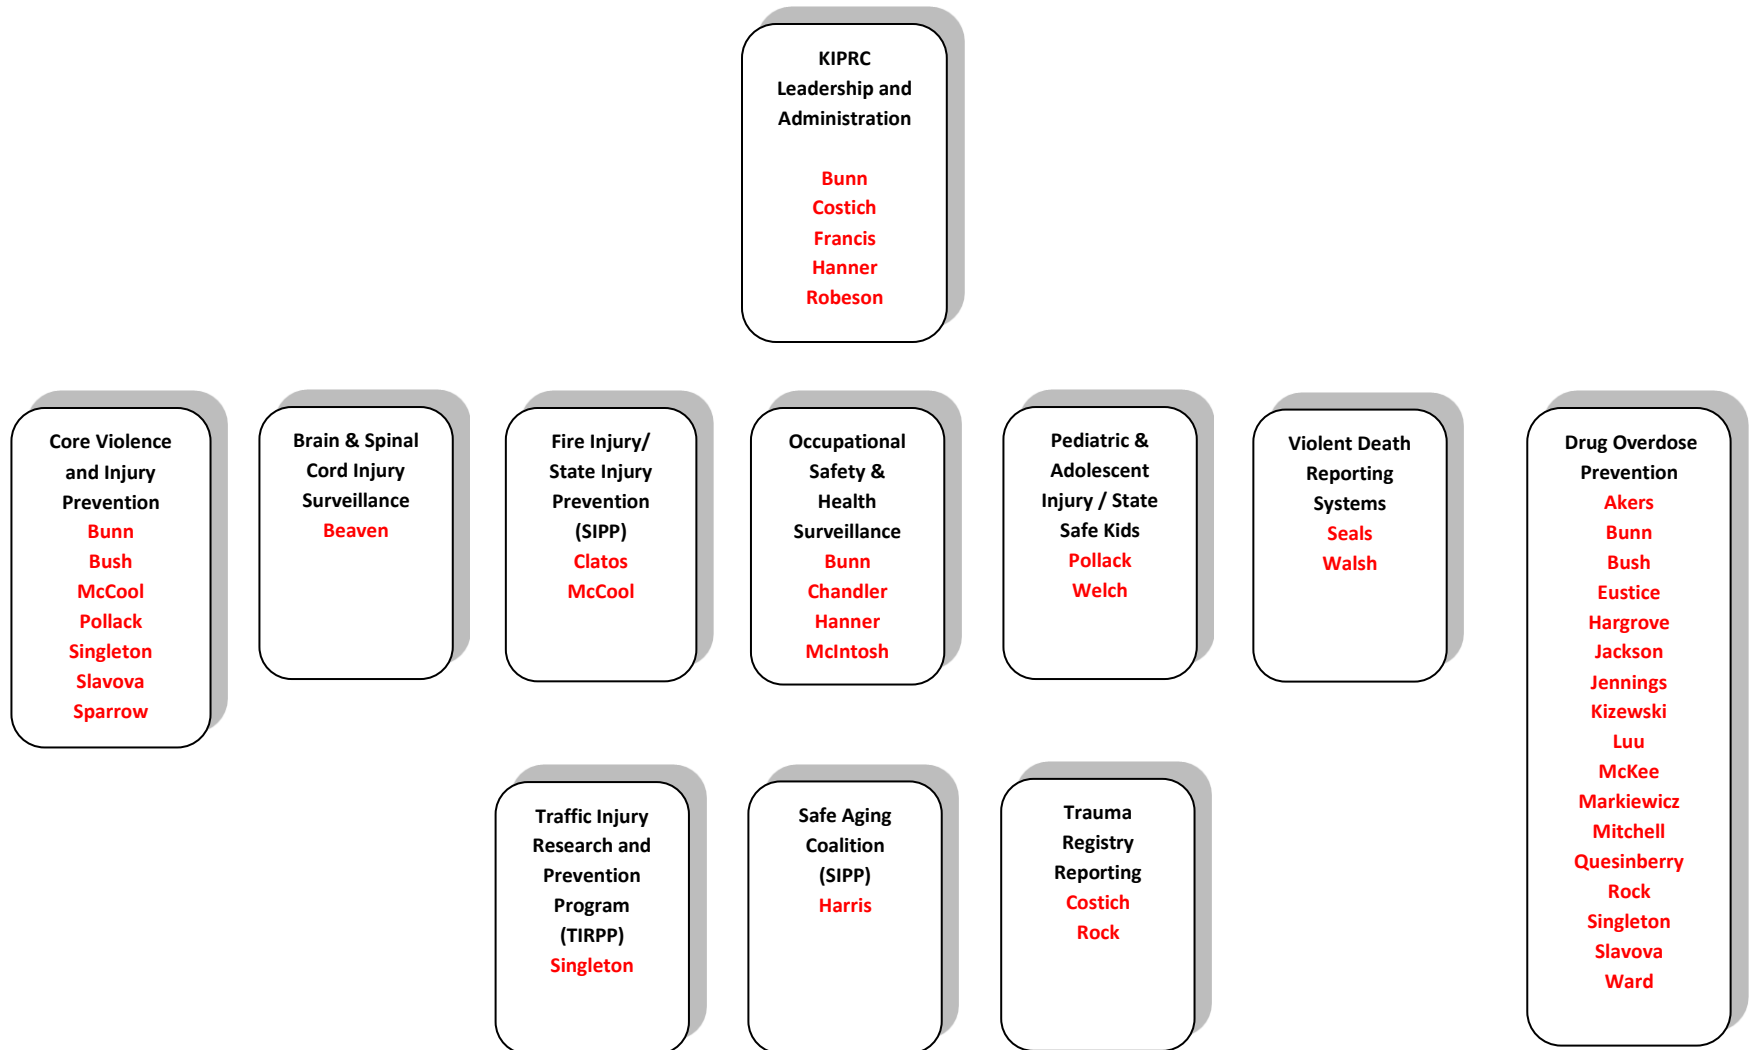 KIPRC
Leadership and
Administration
Bunn
Costich
Francis
Hanner
Robeson
Core Violence
and Injury
Prevention
Bunn
Bush
McCool
Pollack
Singleton
Slavova
Sparrow
Brain & Spinal
Cord Injury
Surveillance
Beaven
Fire Injury/
State Injury
Prevention
(SIPP)
Clatos
McCool
Occupational
Safety &
Health
Surveillance
Bunn
Chandler
Hanner
McIntosh
Pediatric &
Adolescent
Injury / State
Safe Kids
Pollack
Welch
Violent Death
Reporting
Systems
Seals
Walsh
Drug Overdose
Prevention
Akers
Bunn
Bush
Eustice
Hargrove
Jackson
Jennings
Kizewski
Luu
McKee
Markiewicz
Mitchell
Quesinberry
Rock
Singleton
Slavova
Ward
Traffic Injury
Research and
Prevention
Program
(TIRPP)
Singleton
Safe Aging
Coalition
(SIPP)
Harris
Trauma
Registry
Reporting
Costich
Rock